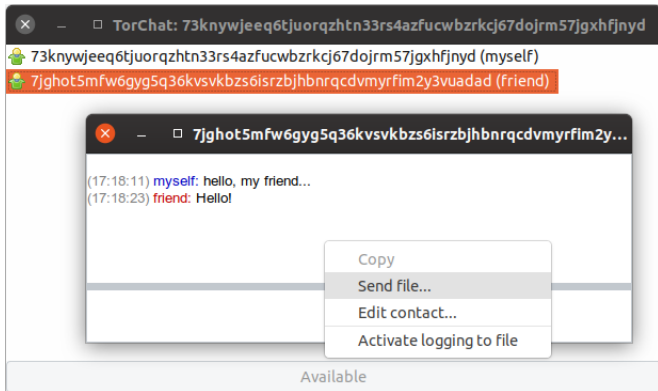 TorChat: 73knywjeeq6tjuorqzhtn33rs4azfucwbzrkcj67dojrm57jgxhfjnyd
73knywjeeq6tjuorqzhtn33rs4azfucwbzrkcj67dojrm57jgxhfjnyd (myself)
7jghot5mfw6gyg5q36kvsvkbzs6isrzbjhbnrqcdvmyrfim2y3vuadad (friend)
7jghot5mfw6gyg5q36kvsvkbzs6isrzbjhbnrqcdvmyrfim2y...
(17:18:11) myself: hello, my friend...
(17:18:23) friend: Hello!
Copy
Send file...
Edit contact...
Activate logging to file
Available